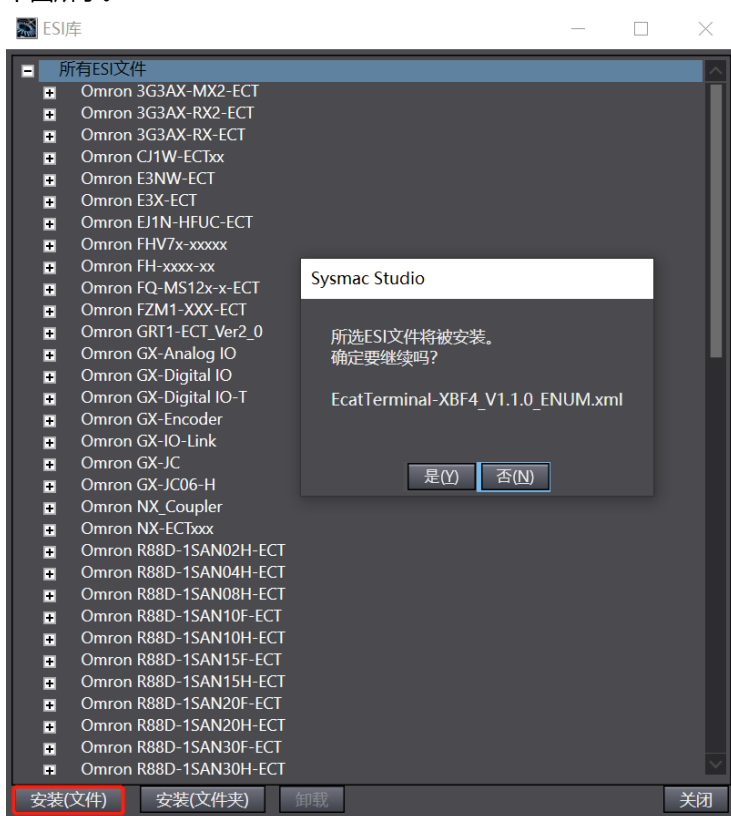 ESI库
所有ESI文件
Omron 3G3AX-MX2-ECT
Omron 3G3AX-RX2-ECT
Omron 3G3AX-RX-ECT
Omron CJ1W-ECTxx
Omron E3NW-ECT
Omron E3X-ECT
Omron EJ1N-HFUC-ECT
Omron FHV7x-xxxxx
Omron FH-xxxx-xx
Omron FQ-MS12x-x-ECT
Omron FZM1-XXX-ECT
Omron GRT1-ECT_Ver2_0
Omron GX-Analog IO
Omron GX-Digital IO
Omron GX-Digital IO-T
Omron GX-Encoder
Omron GX-IO-Link
Omron GX-JC
Omron GX-JC06-H
Omron NX_Coupler
Omron NX-ECTxxx
Omron R88D-1SAN02H-ECT
Omron R88D-1SAN04H-ECT
Omron R88D-1SAN08H-ECT
Omron R88D-1SAN10F-ECT
Omron R88D-1SAN10H-ECT
Omron R88D-1SAN15F-ECT
Omron R88D-1SAN15H-ECT
Omron R88D-1SAN20F-ECT
Omron R88D-1SAN20H-ECT
Omron R88D-1SAN30F-ECT
Omron R88D-1SAN30H-ECT
Sysmac Studio
所选ESI文件将被安装。
确定要继续吗?
EcatTerminal-XBF4_V1.1.0_ENUM.xml
是(Y) 否(N)
安装(文件) 安装(文件夹) 卸载 关闭